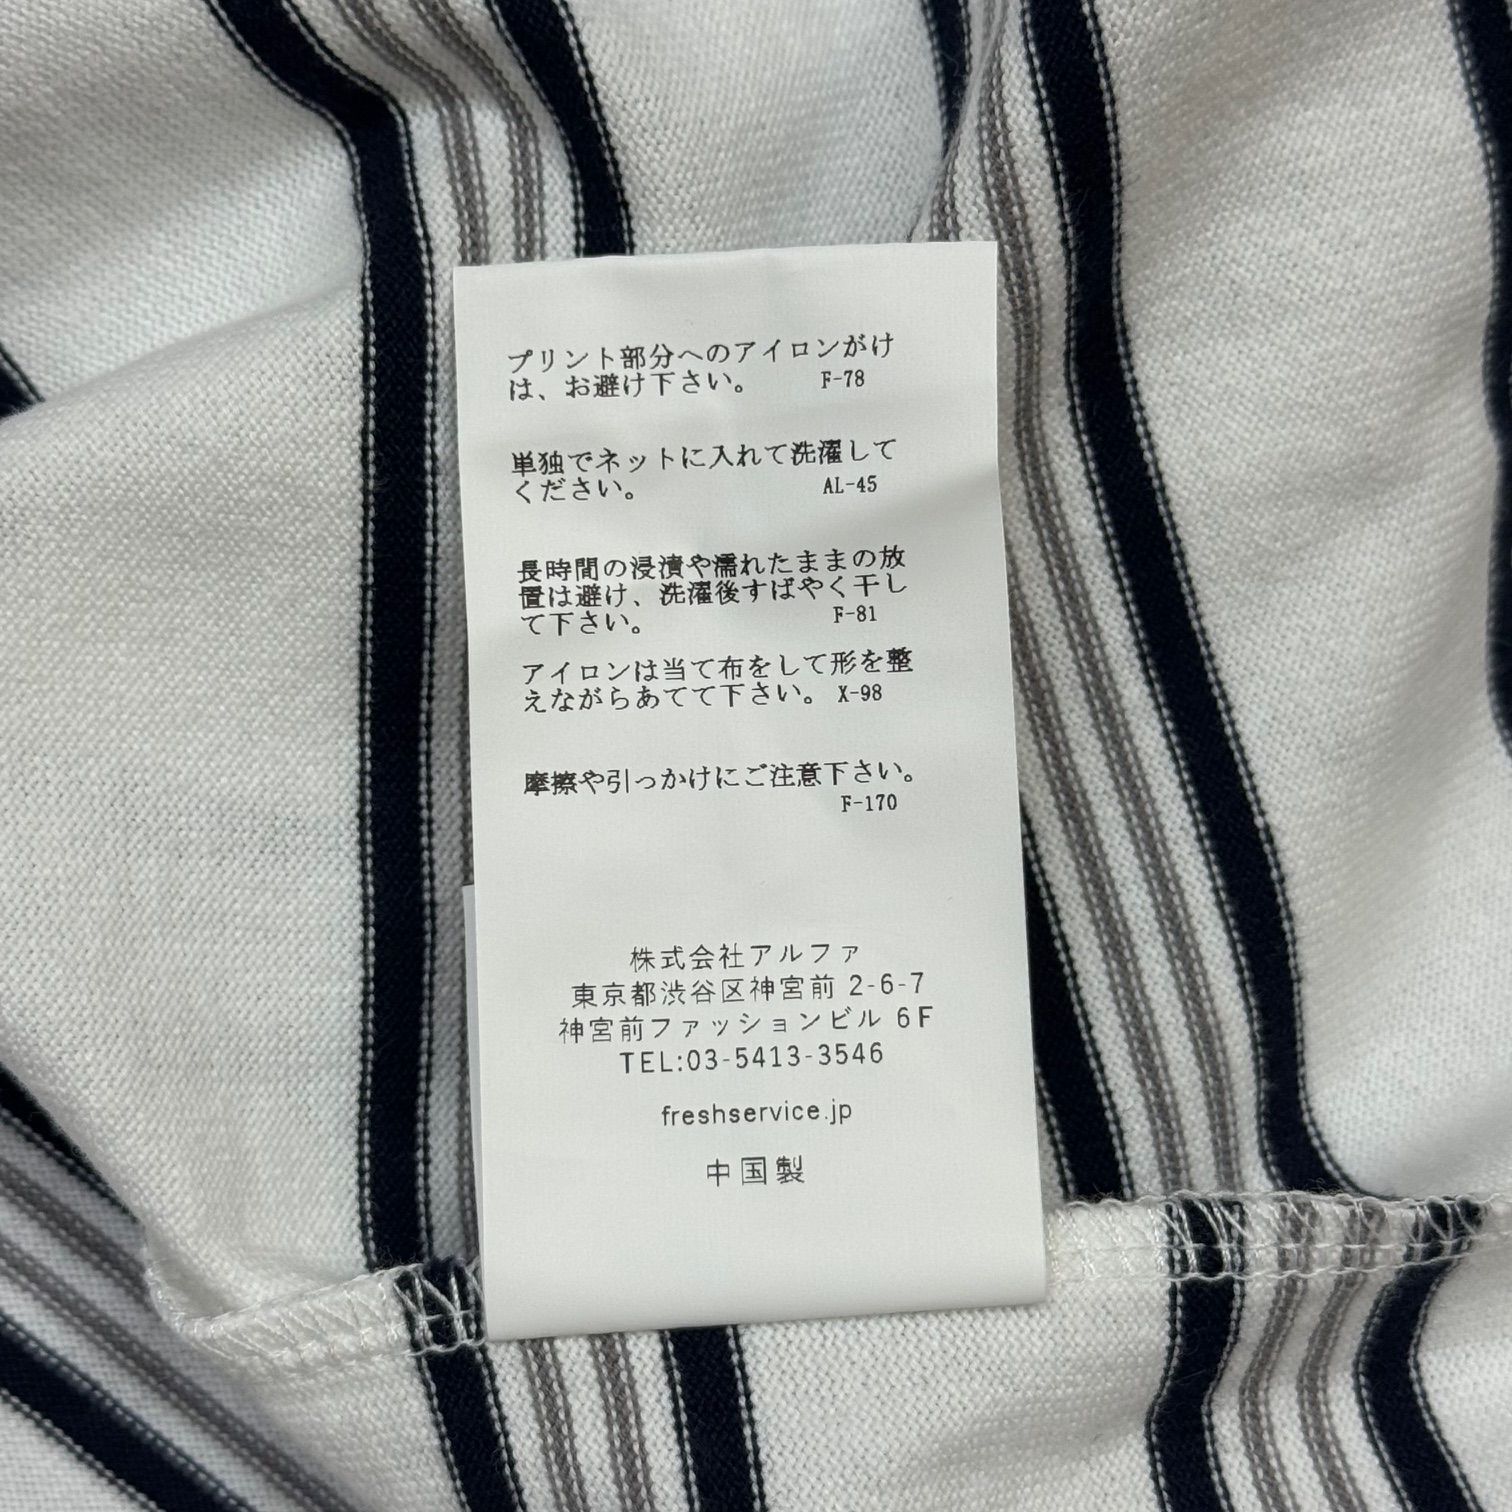 プリント部分へのアイロンがけ
は、お避け下さい。 F-78
単独でネットに入れて洗濯して
ください。 AL-45
長時間の浸漬や濡れたままの放
置は避け、洗濯後すばやく干し
て下さい。 F-81
アイロンは当て布をして形を整
えながらあてて下さい。 X-98
摩擦や引っかけにご注意下さい。
F-170
株式会社アルファ
東京都渋谷区神宮前 2-6-7
神宮前ファッションビル 6F
TEL:03-5413-3546
freshservice.jp
中国製